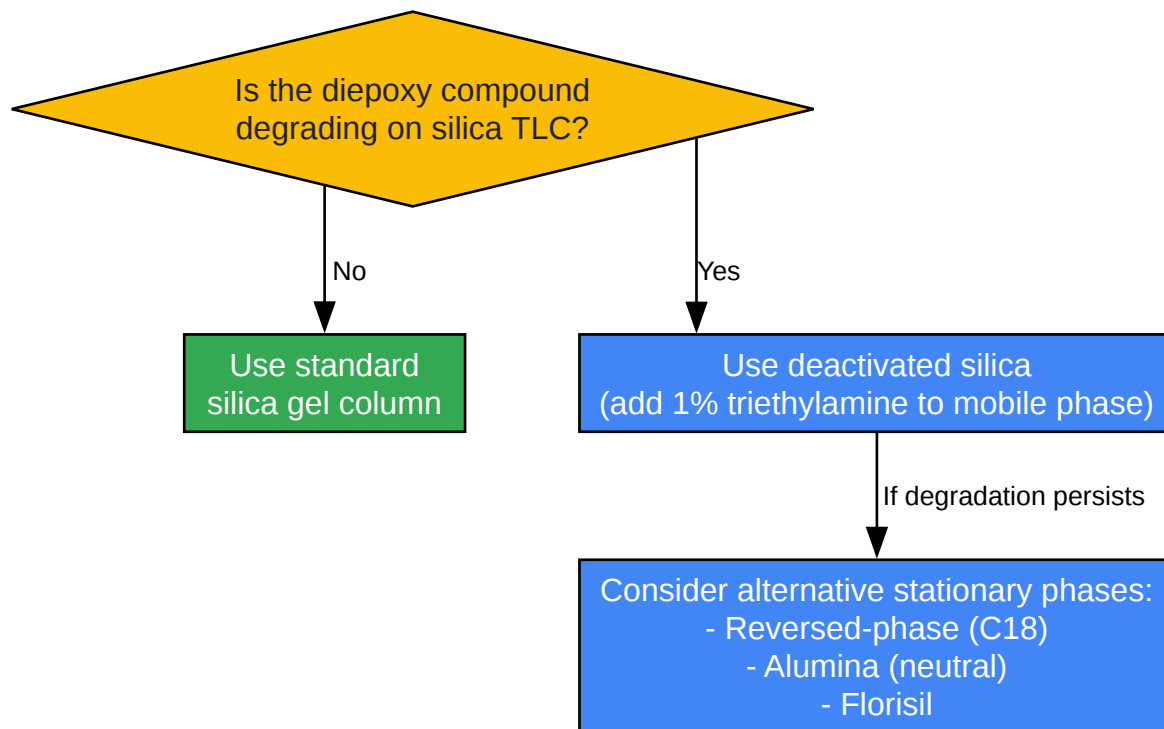 Is the diepoxy compound
degrading on silica TLC?
No
Yes
Use standard
silica gel column
Use deactivated silica
(add 1% triethylamine to mobile phase)
If degradation persists
Consider alternative stationary phases:
- Reversed-phase (C18)
- Alumina (neutral)
- Florisil